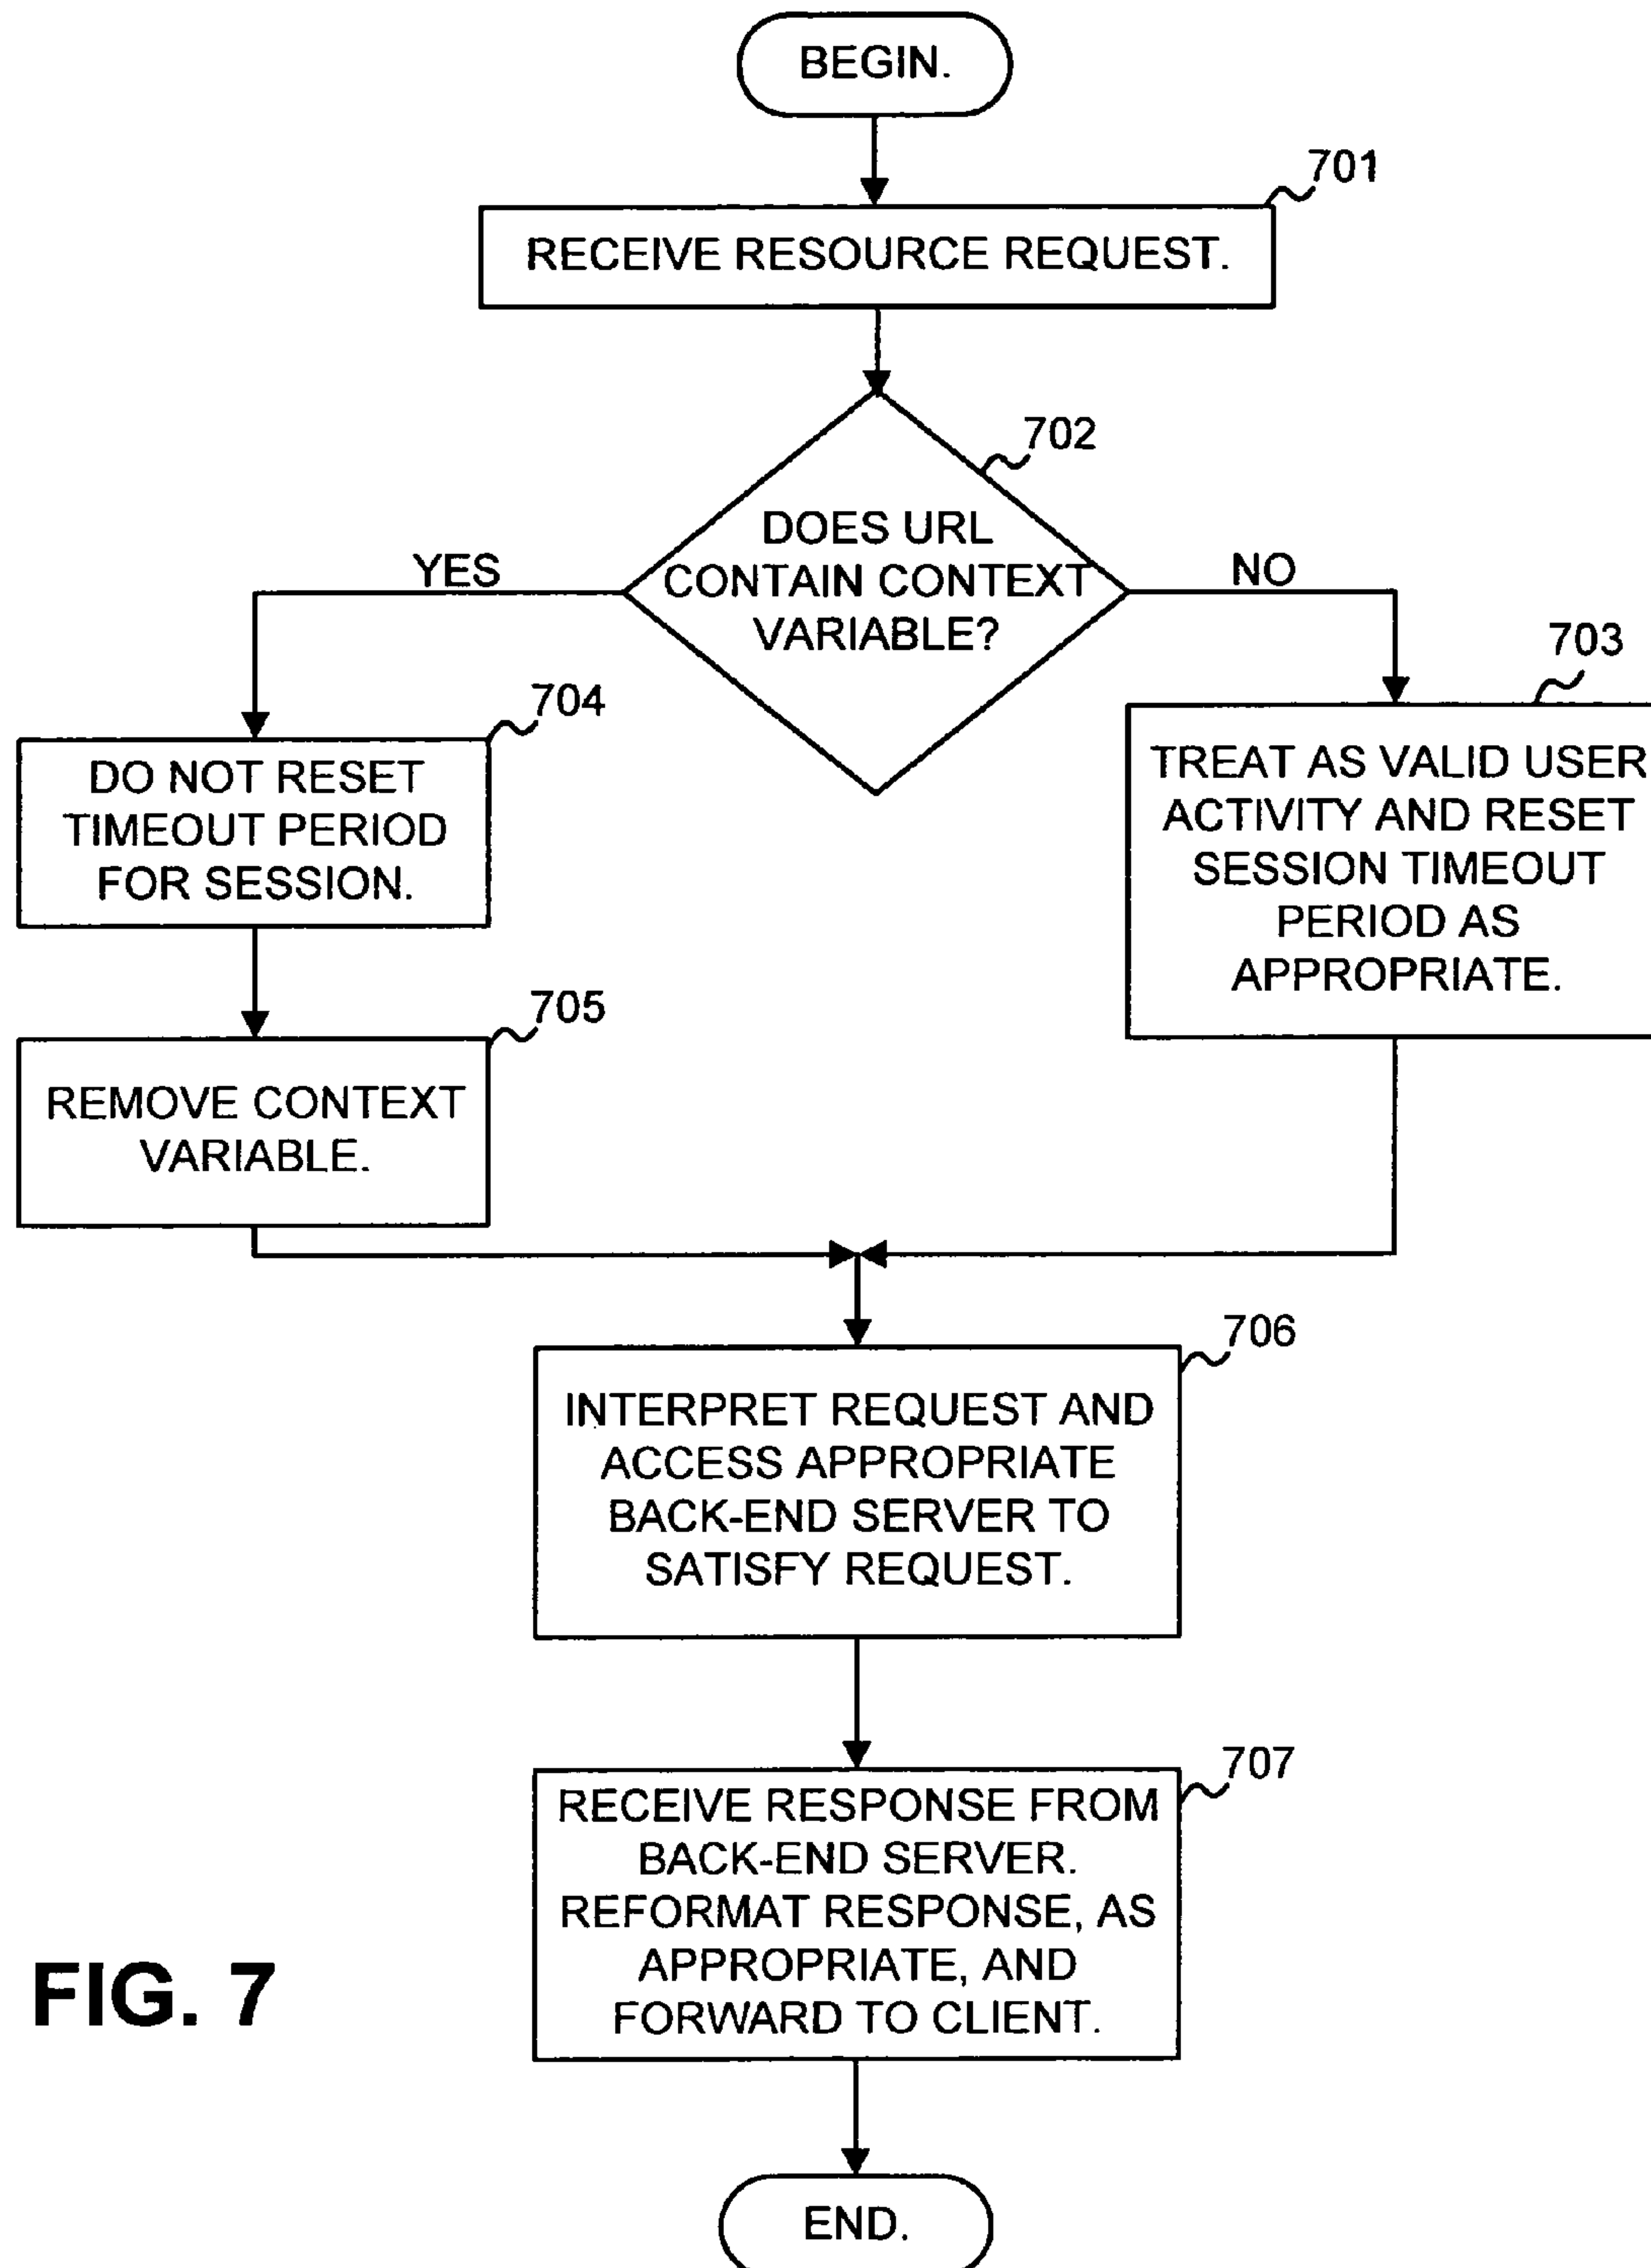 BEGIN.
701
RECEIVE RESOURCE REQUEST.
702
DOES URL
CONTAIN CONTEXT
VARIABLE?
YES
NO
703
TREAT AS VALID USER
ACTIVITY AND RESET
SESSION TIMEOUT
PERIOD AS
APPROPRIATE.
704
DO NOT RESET
TIMEOUT PERIOD
FOR SESSION.
705
REMOVE CONTEXT
VARIABLE.
706
INTERPRET REQUEST AND
ACCESS APPROPRIATE
BACK-END SERVER TO
SATISFY REQUEST.
707
RECEIVE RESPONSE FROM
BACK-END SERVER.
REFORMAT RESPONSE, AS
APPROPRIATE, AND
FORWARD TO CLIENT.
FIG. 7
END.